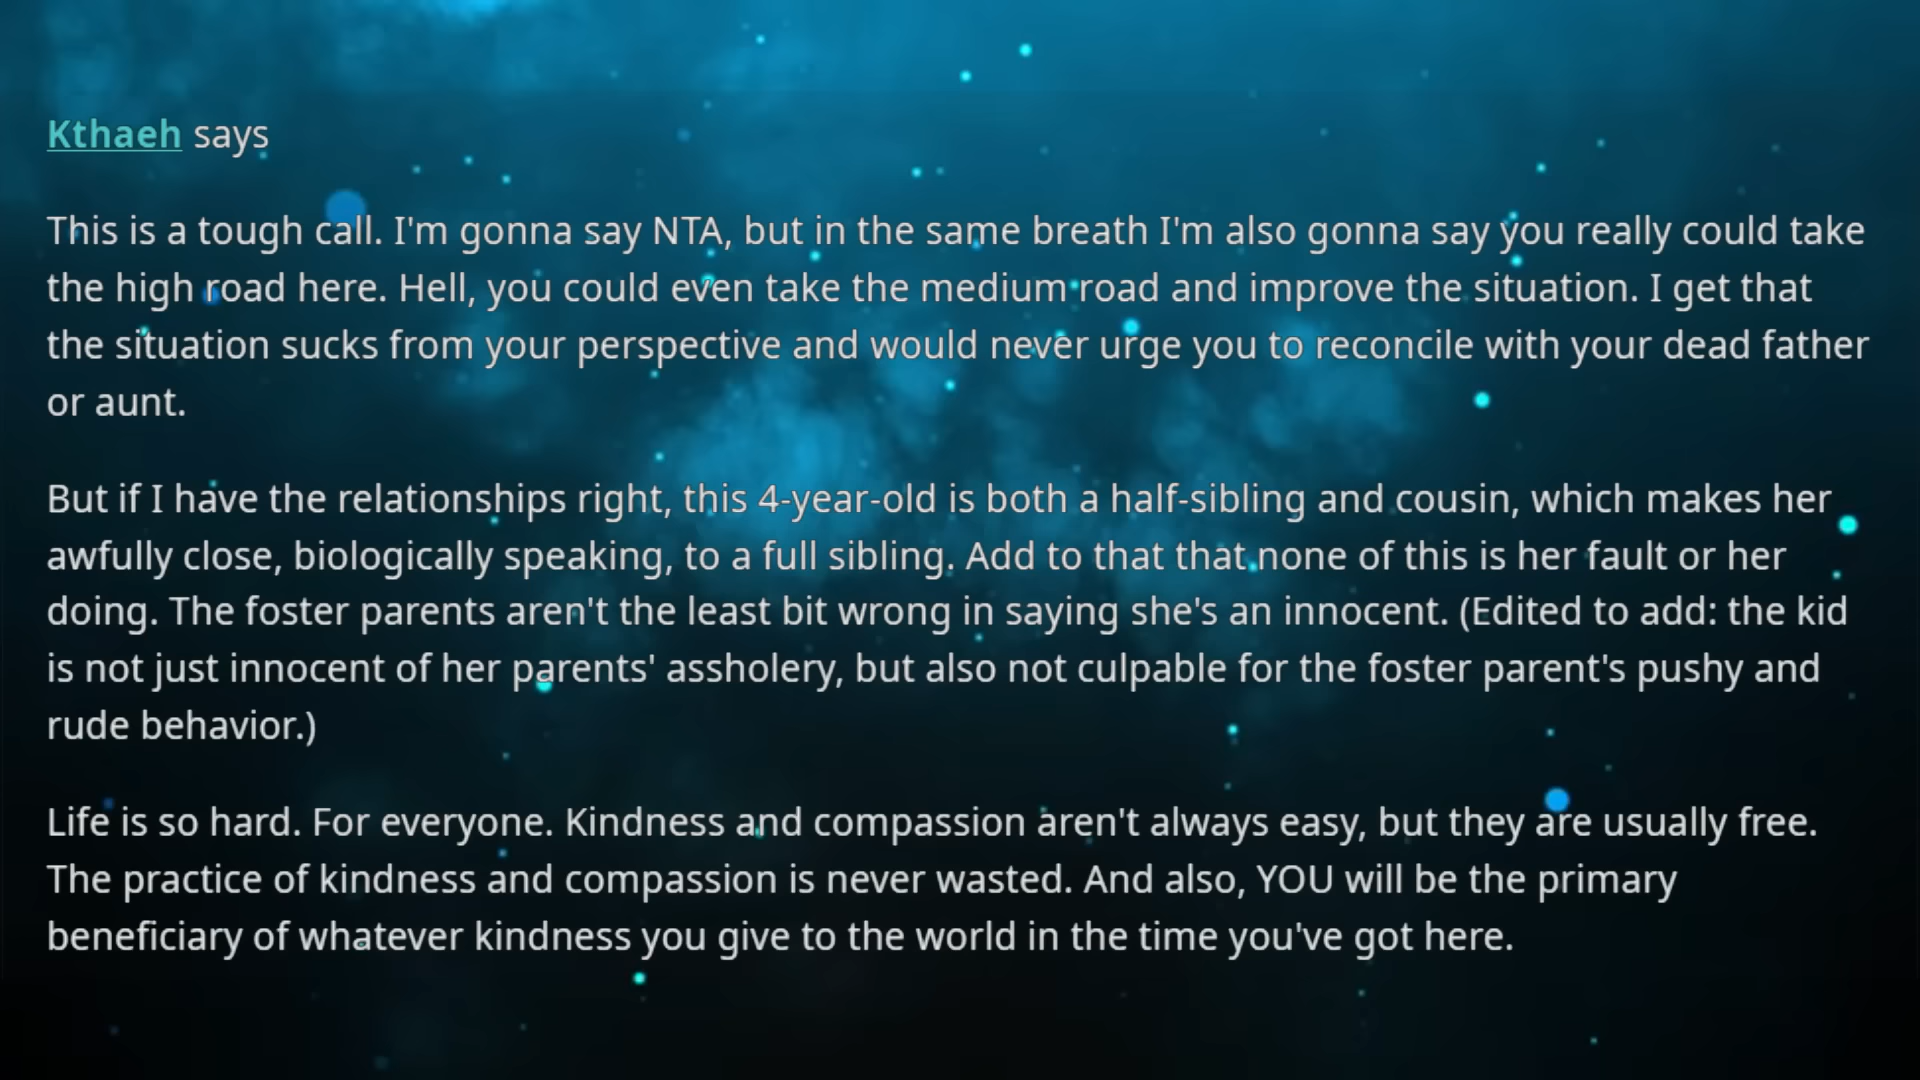 Kthaeh says
This is a tough call. I'm gonna say NTA, but in the same breath I'm also gonna say you really could take
the high road here. Hell, you could even take the medium road and improve the situation. I get that
the situation sucks from your perspective and would never urge you to reconcile with your dead father
or aunt.
But if I have the relationships right, this 4-year-old is both a half-sibling and cousin, which makes her
awfully close, biologically speaking, to a full sibling. Add to that that none of this is her fault or her
doing. The foster parents aren't the least bit wrong in saying she's an innocent. (Edited to add: the kid
is not just innocent of her parents' assholery, but also not culpable for the foster parent's pushy and
rude behavior.)
Life is so hard. For everyone. Kindness and compassion aren't always easy, but they are usually free.
The practice of kindness and compassion is never wasted. And also, YOU will be the primary
beneficiary of whatever kindness you give to the world in the time you've got here.